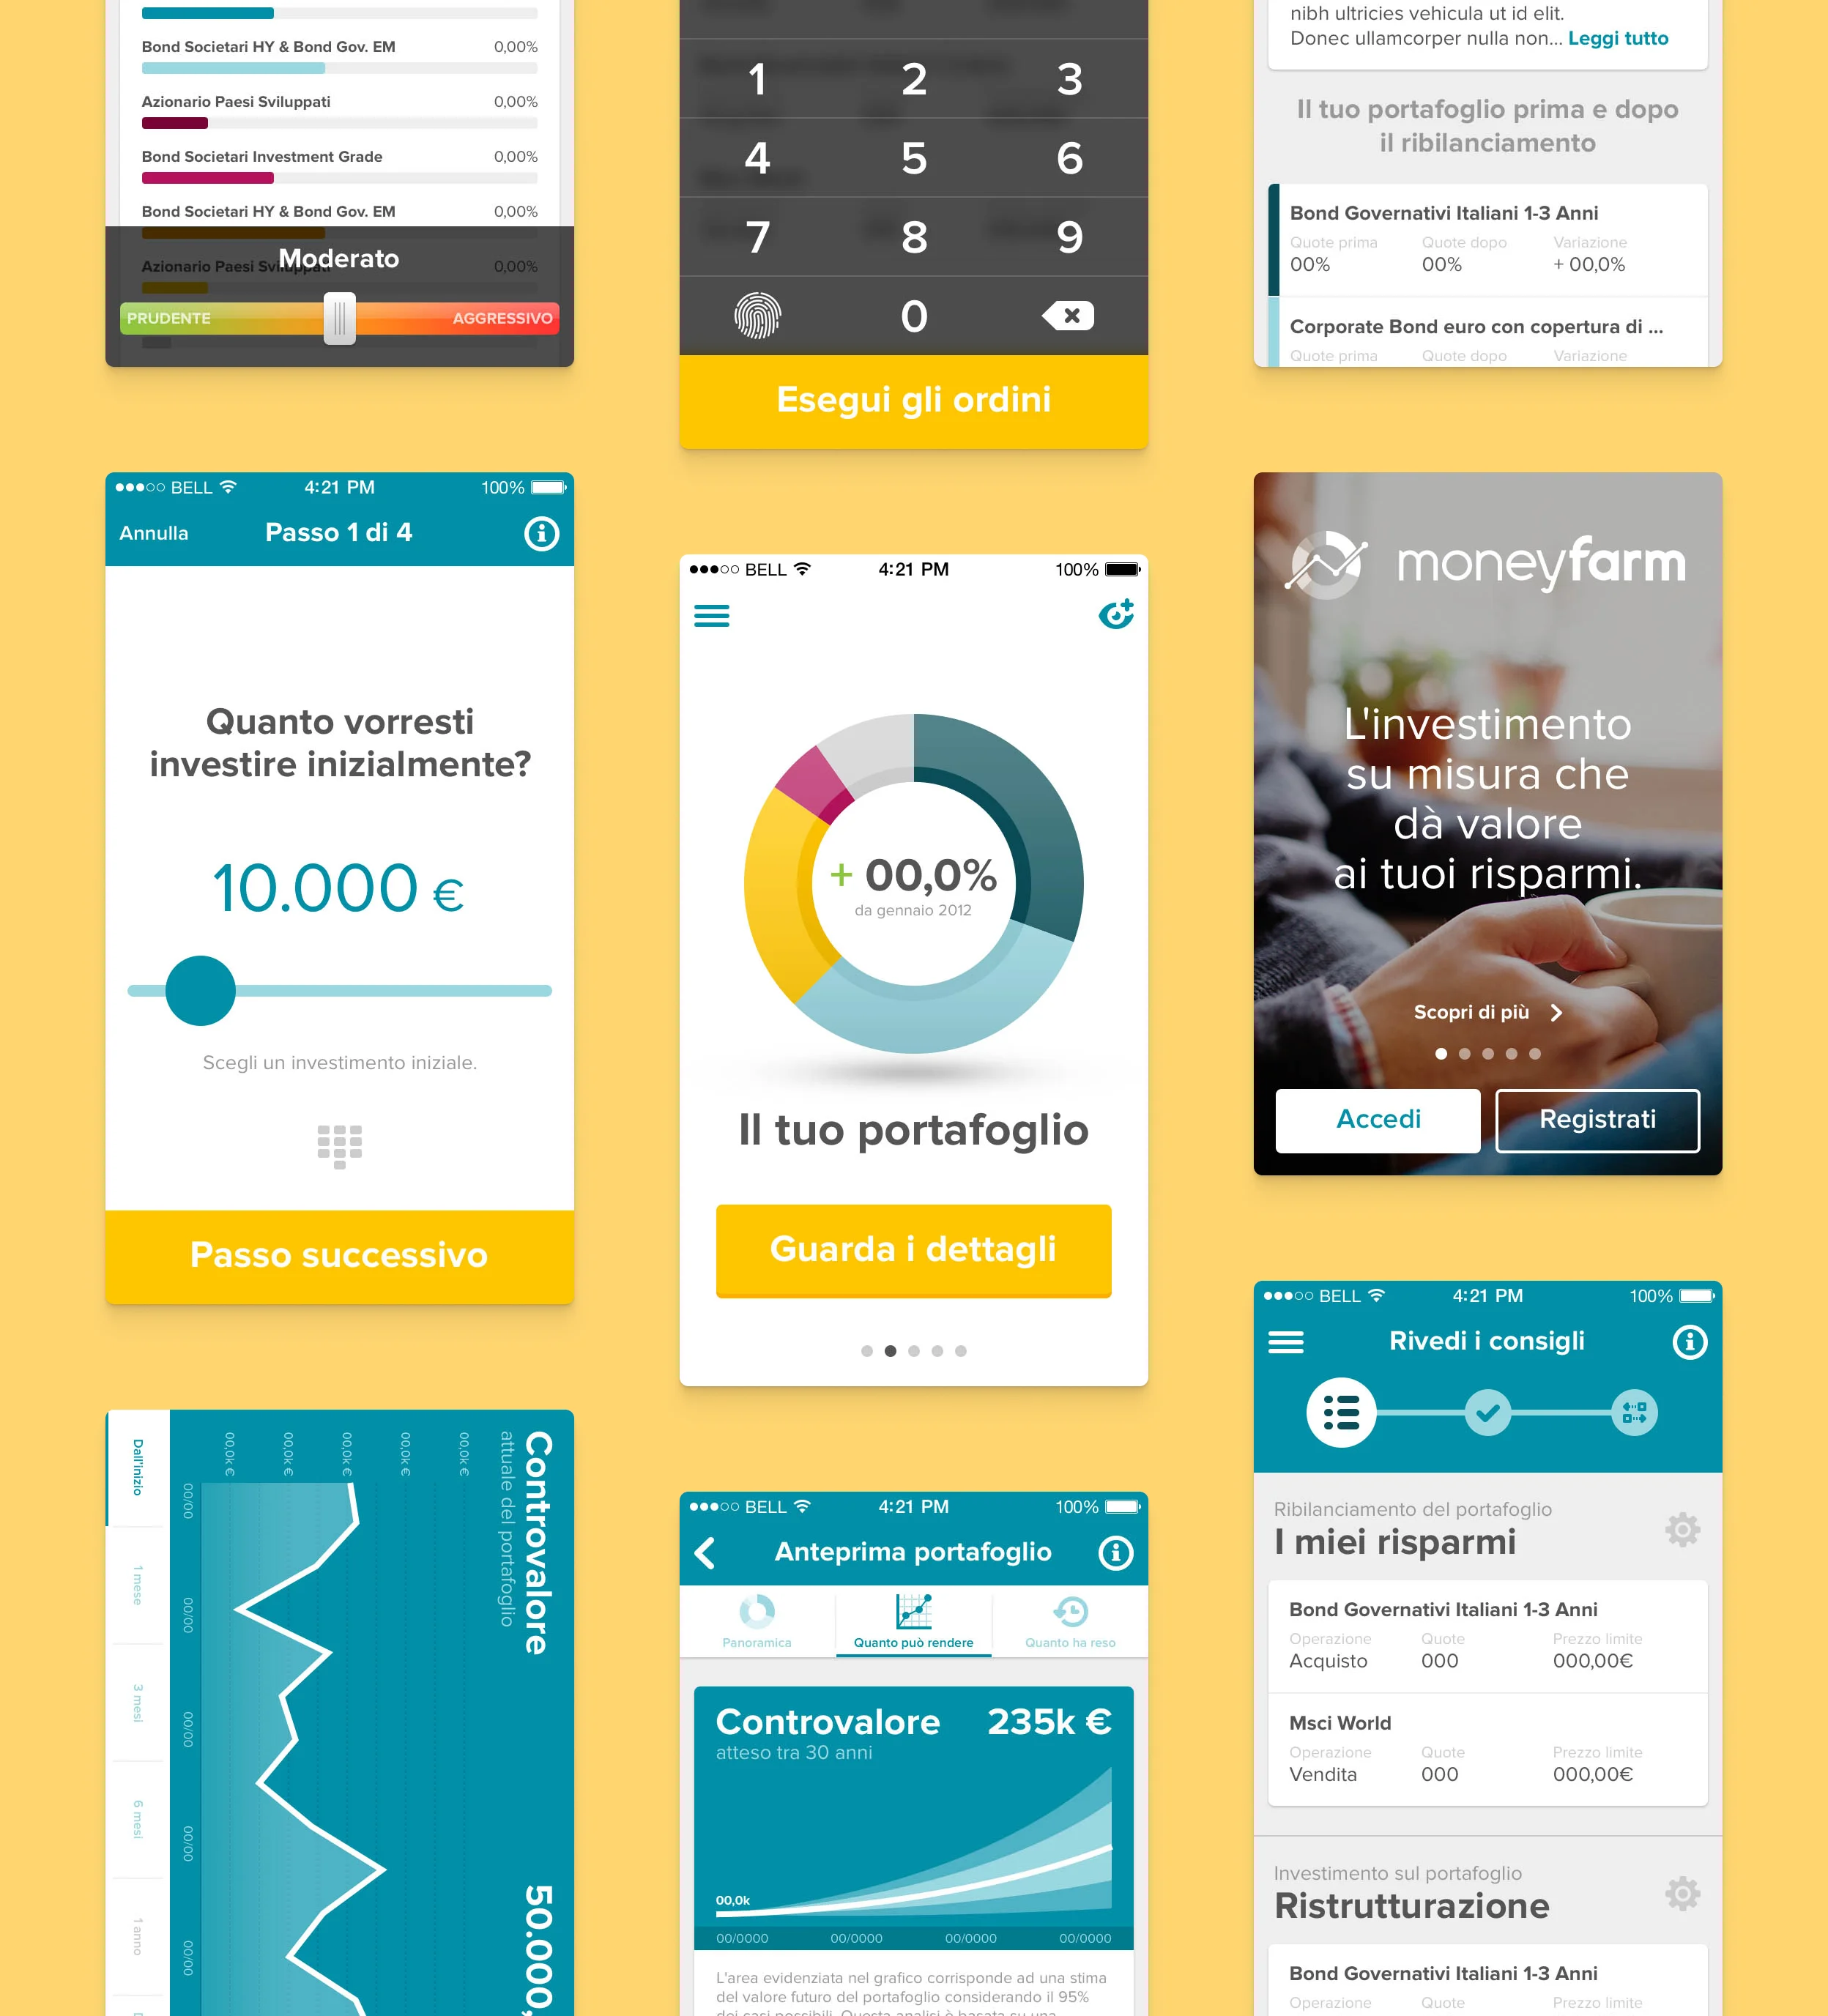 Bond Societari HY & Bond Gov. EM 0,00%
Azionario Paesi Sviluppati 0,00%
Bond Societari Investment Grade 0,00%
Bond Societari HY & Bond Gov. EM 0,00%
Azionario Paesi Sviluppati 0,00%
Moderato
PRUDENTE AGGRESSIVO
BELL 4:21 PM 100%
Annulla Passo 1 di 4
Quanto vorresti
investire inizialmente?
10.000 €
Scegli un investimento iniziale.
Passo successivo
Controvalore
attuale del portafoglio
50.000,
00,0k €
00,0k €
00,0k €
00,0k €
00,0k €
00/00
00/00
00/00
00/00
00/00
Dall'inizio
1 mese
3 mesi
6 mesi
1 anno
1 2 3
4 5 6
7 8 9
0
Esegui gli ordini
BELL 4:21 PM 100%
+ 00,0%
da gennaio 2012
Il tuo portafoglio
Guarda i dettagli
BELL 4:21 PM 100%
Anteprima portafoglio
Panoramica Quanto può rendere Quanto ha reso
Controvalore 235k €
atteso tra 30 anni
00,0k
00/0000 00/0000 00/0000 00/0000
L'area evidenziata nel grafico corrisponde ad una stima
del valore futuro del portafoglio considerando il 95%
dei casi possibili. Questa analisi è basata su una
nibh ultricies vehicula ut id elit.
Donec ullamcorper nulla non... Leggi tutto
Il tuo portafoglio prima e dopo
il ribilanciamento
Bond Governativi Italiani 1-3 Anni
Quote prima Quote dopo Variazione
00% 00% + 00,0%
Corporate Bond euro con copertura di ...
Quote prima Quote dopo Variazione
moneyfarm
L'investimento
su misura che
dà valore
ai tuoi risparmi.
Scopri di più
Accedi Registrati
BELL 4:21 PM 100%
Rivedi i consigli
Ribilanciamento del portafoglio
I miei risparmi
Bond Governativi Italiani 1-3 Anni
Operazione Quote Prezzo limite
Acquisto 000 000,00€
Msci World
Operazione Quote Prezzo limite
Vendita 000 000,00€
Investimento sul portafoglio
Ristrutturazione
Bond Governativi Italiani 1-3 Anni
Operazione Quote Prezzo limite